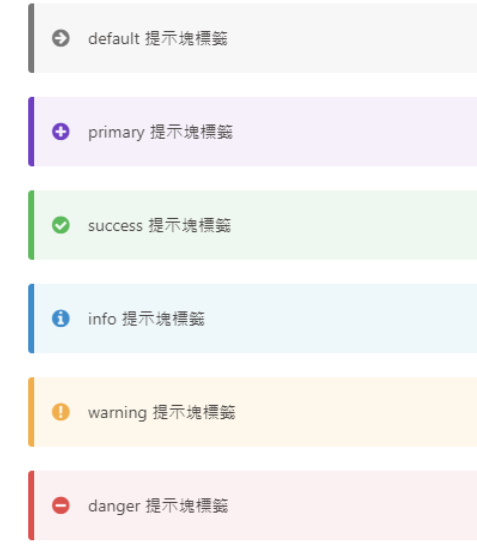 default 提示塊標籤
primary 提示塊標籤
success 提示塊標籤
info 提示塊標籤
warning 提示塊標籤
danger 提示塊標籤